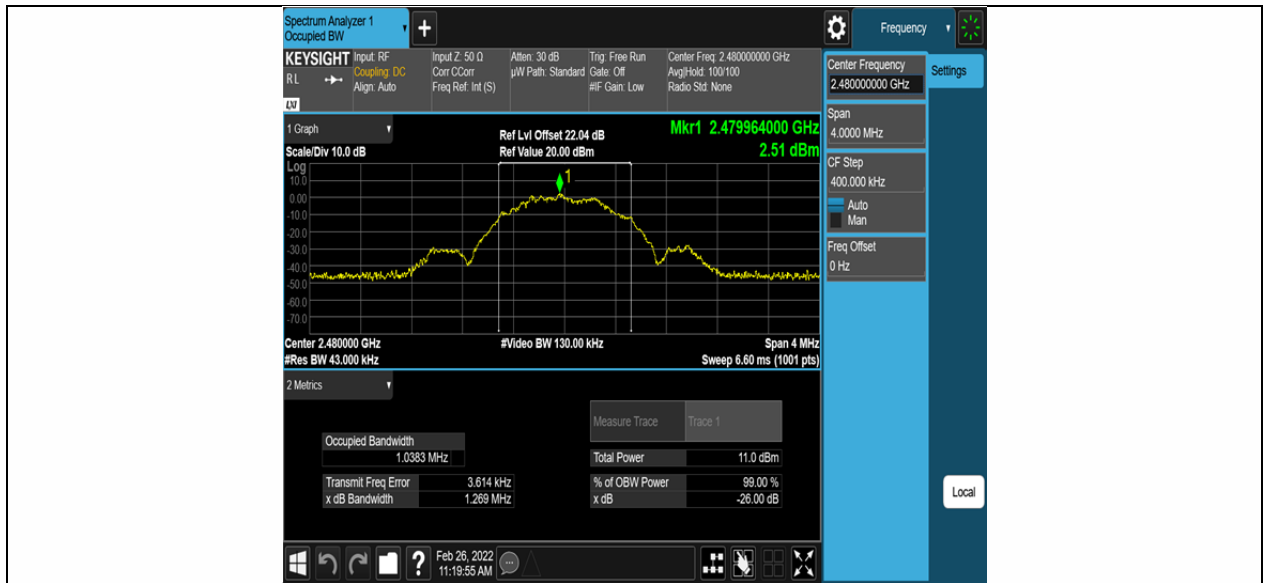 Spectrum Analyzer 1
Occupied BW
+
Frequency
KEYSIGHT
RL
LXI
Input: RF
Coupling: DC
Align: Auto
Input Z: 50 Ω
Corr CCorr
Freq Ref: Int (S)
Atten: 30 dB
µW Path: Standard
Trig: Free Run
Gate: Off
#IF Gain: Low
Center Freq: 2.480000000 GHz
Avg|Hold: 100/100
Radio Std: None
Center Frequency
2.480000000 GHz
Settings
Span
4.0000 MHz
CF Step
400.000 kHz
Auto
Man
Freq Offset
0 Hz
Local
1 Graph
Scale/Div 10.0 dB
Ref Lvl Offset 22.04 dB
Ref Value 20.00 dBm
Mkr1 2.479964000 GHz
2.51 dBm
Log
10.0
0.00
-10.0
-20.0
-30.0
-40.0
-50.0
-60.0
-70.0
1
Center 2.480000 GHz
#Res BW 43.000 kHz
#Video BW 130.00 kHz
Span 4 MHz
Sweep 6.60 ms (1001 pts)
2 Metrics
Measure Trace Trace 1
Occupied Bandwidth
1.0383 MHz
Total Power 11.0 dBm
Transmit Freq Error 3.614 kHz
% of OBW Power 99.00 %
x dB Bandwidth 1.269 MHz
x dB -26.00 dB
?
Feb 26, 2022
11:19:55 AM